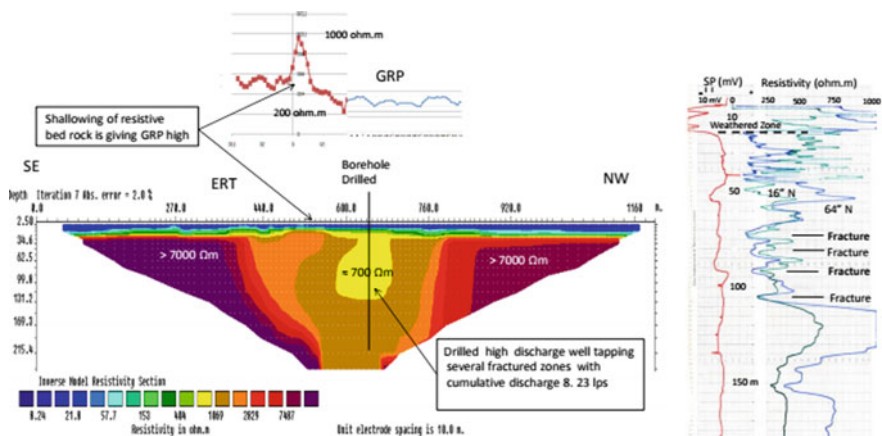 1000 ohm.m
GRP
200 ohm.m
Shallowing of resistive
bed rock is giving GRP high
SE
ERT
Borehole
Drilled
NW
Depth Iteration 7 Abs. error = 2.0 %
0.0 270.0 440.0 600.0 760.0 920.0 1160 m.
2.50
34.6
62.5
99.8
131.2
169.3
215.4
> 7000 Ωm
≈ 700 Ωm
> 7000 Ωm
Drilled high discharge well tapping
several fractured zones with
cumulative discharge 8. 23 lps
Inverse Model Resistivity Section
8.24 21.8 57.7 153 404 1069 2829 7487
Resistivity in ohm.m
Unit electrode spacing is 10.0 m.
SP (mV) Resistivity (ohm.m)
10 mV 0 250 500 1000
10
Weathered Zone
50
16" N
64" N
Fracture
Fracture
Fracture
100
Fracture
150 m